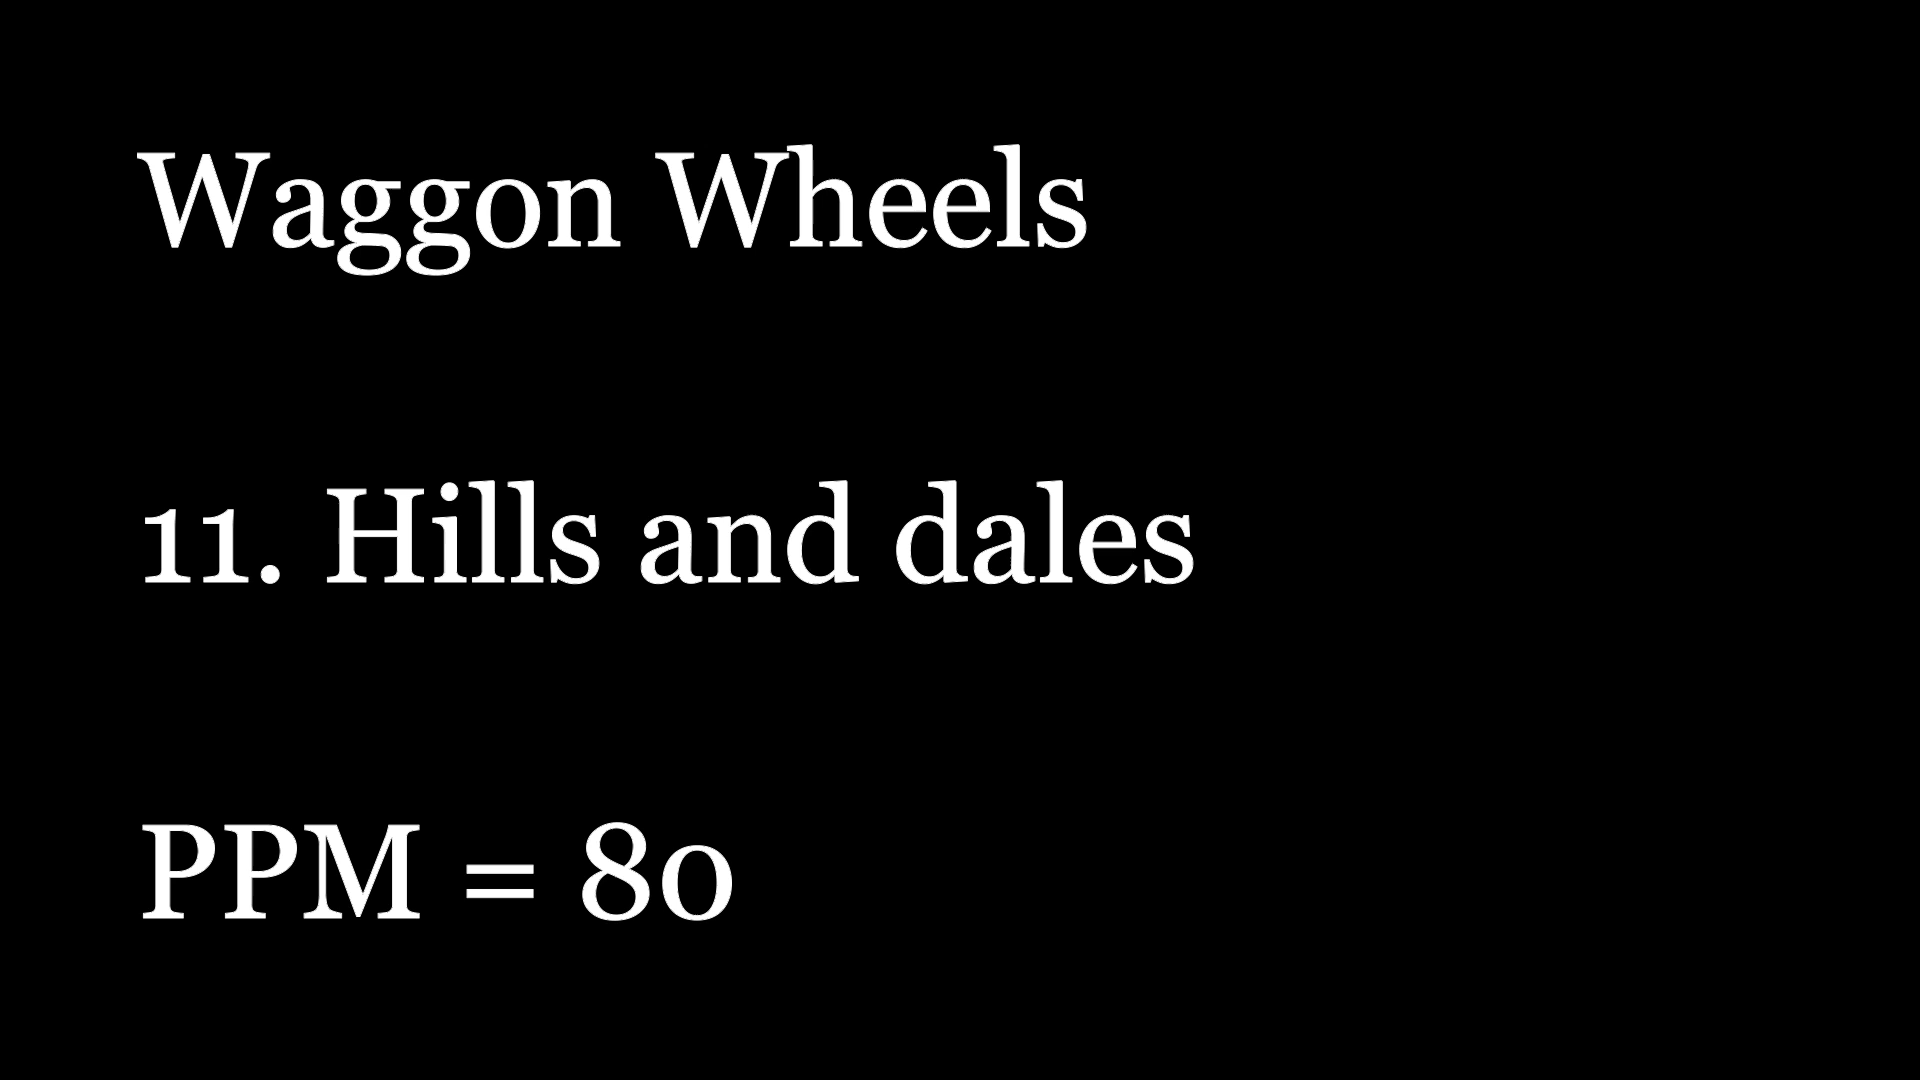 Waggon Wheels
11. Hills and dales
PPM = 80